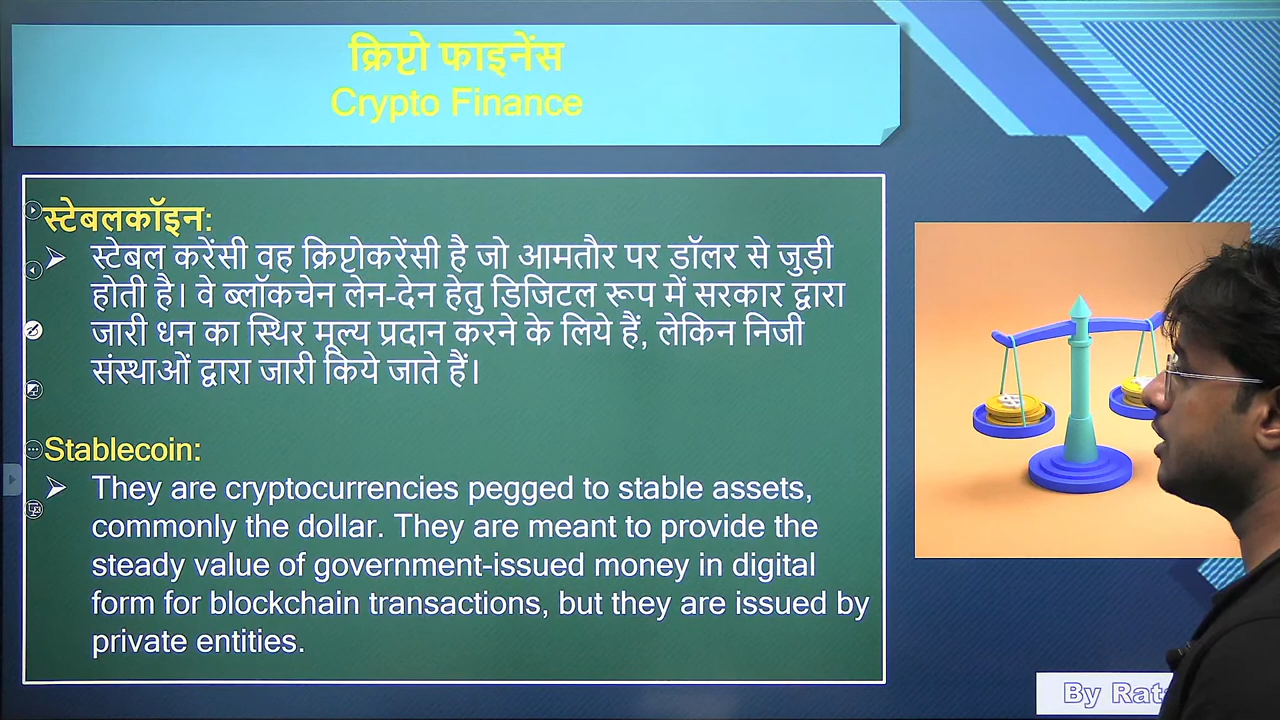 क्रिप्टो फाइनेंस
Crypto Finance
स्टेबलकॉइन:
➢ स्टेबल करेंसी वह क्रिप्टोकरेंसी है जो आमतौर पर डॉलर से जुड़ी
होती है। वे ब्लॉकचेन लेन-देन हेतु डिजिटल रूप में सरकार द्वारा
जारी धन का स्थिर मूल्य प्रदान करने के लिये हैं, लेकिन निजी
संस्थाओं द्वारा जारी किये जाते हैं।
Stablecoin:
➢ They are cryptocurrencies pegged to stable assets,
commonly the dollar. They are meant to provide the
steady value of government-issued money in digital
form for blockchain transactions, but they are issued by
private entities.
By